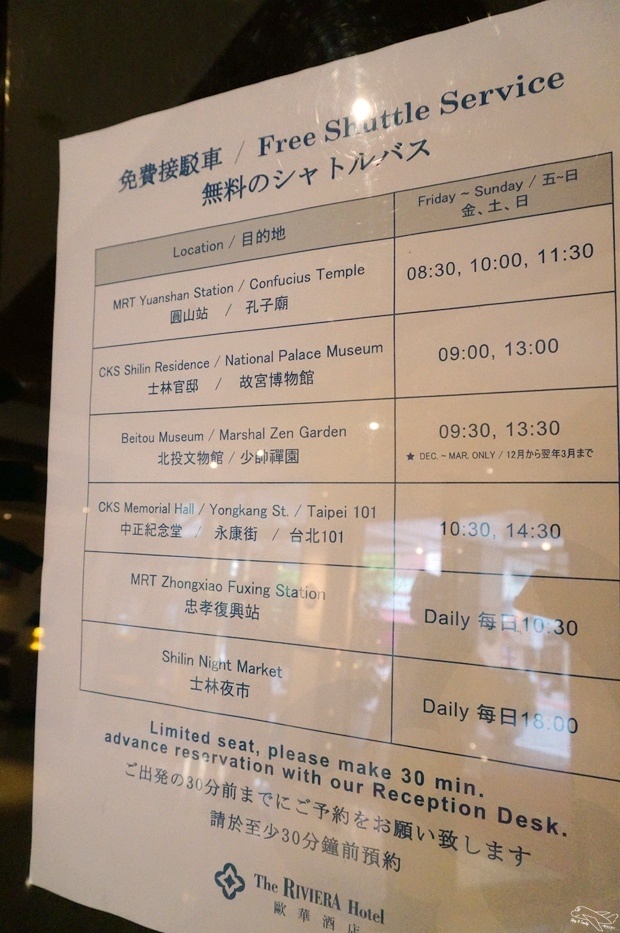 免費接駁車 / Free Shuttle Service
無料のシャトルバス
Location / 目的地
Friday ~ Sunday / 五~日
金、土、日
MRT Yuanshan Station / Confucius Temple
圓山站 / 孔子廟
08:30, 10:00, 11:30
CKS Shilin Residence / National Palace Museum
士林官邸 / 故宮博物館
09:00, 13:00
Beitou Museum / Marshal Zen Garden
北投文物館 / 少帥禪園
09:30, 13:30
★ DEC. ~ MAR. ONLY / 12月から翌年3月まで
CKS Memorial Hall / Yongkang St. / Taipei 101
中正紀念堂 / 永康街 / 台北101
10:30, 14:30
MRT Zhongxiao Fuxing Station
忠孝復興站
Daily 每日10:30
Shilin Night Market
士林夜市
Daily 每日18:00
Limited seat, please make 30 min.
advance reservation with our Reception Desk.
ご出発の30分前までにご予約をお願い致します
請於至少30分鐘前預約
The RIVIERA Hotel
歐華酒店